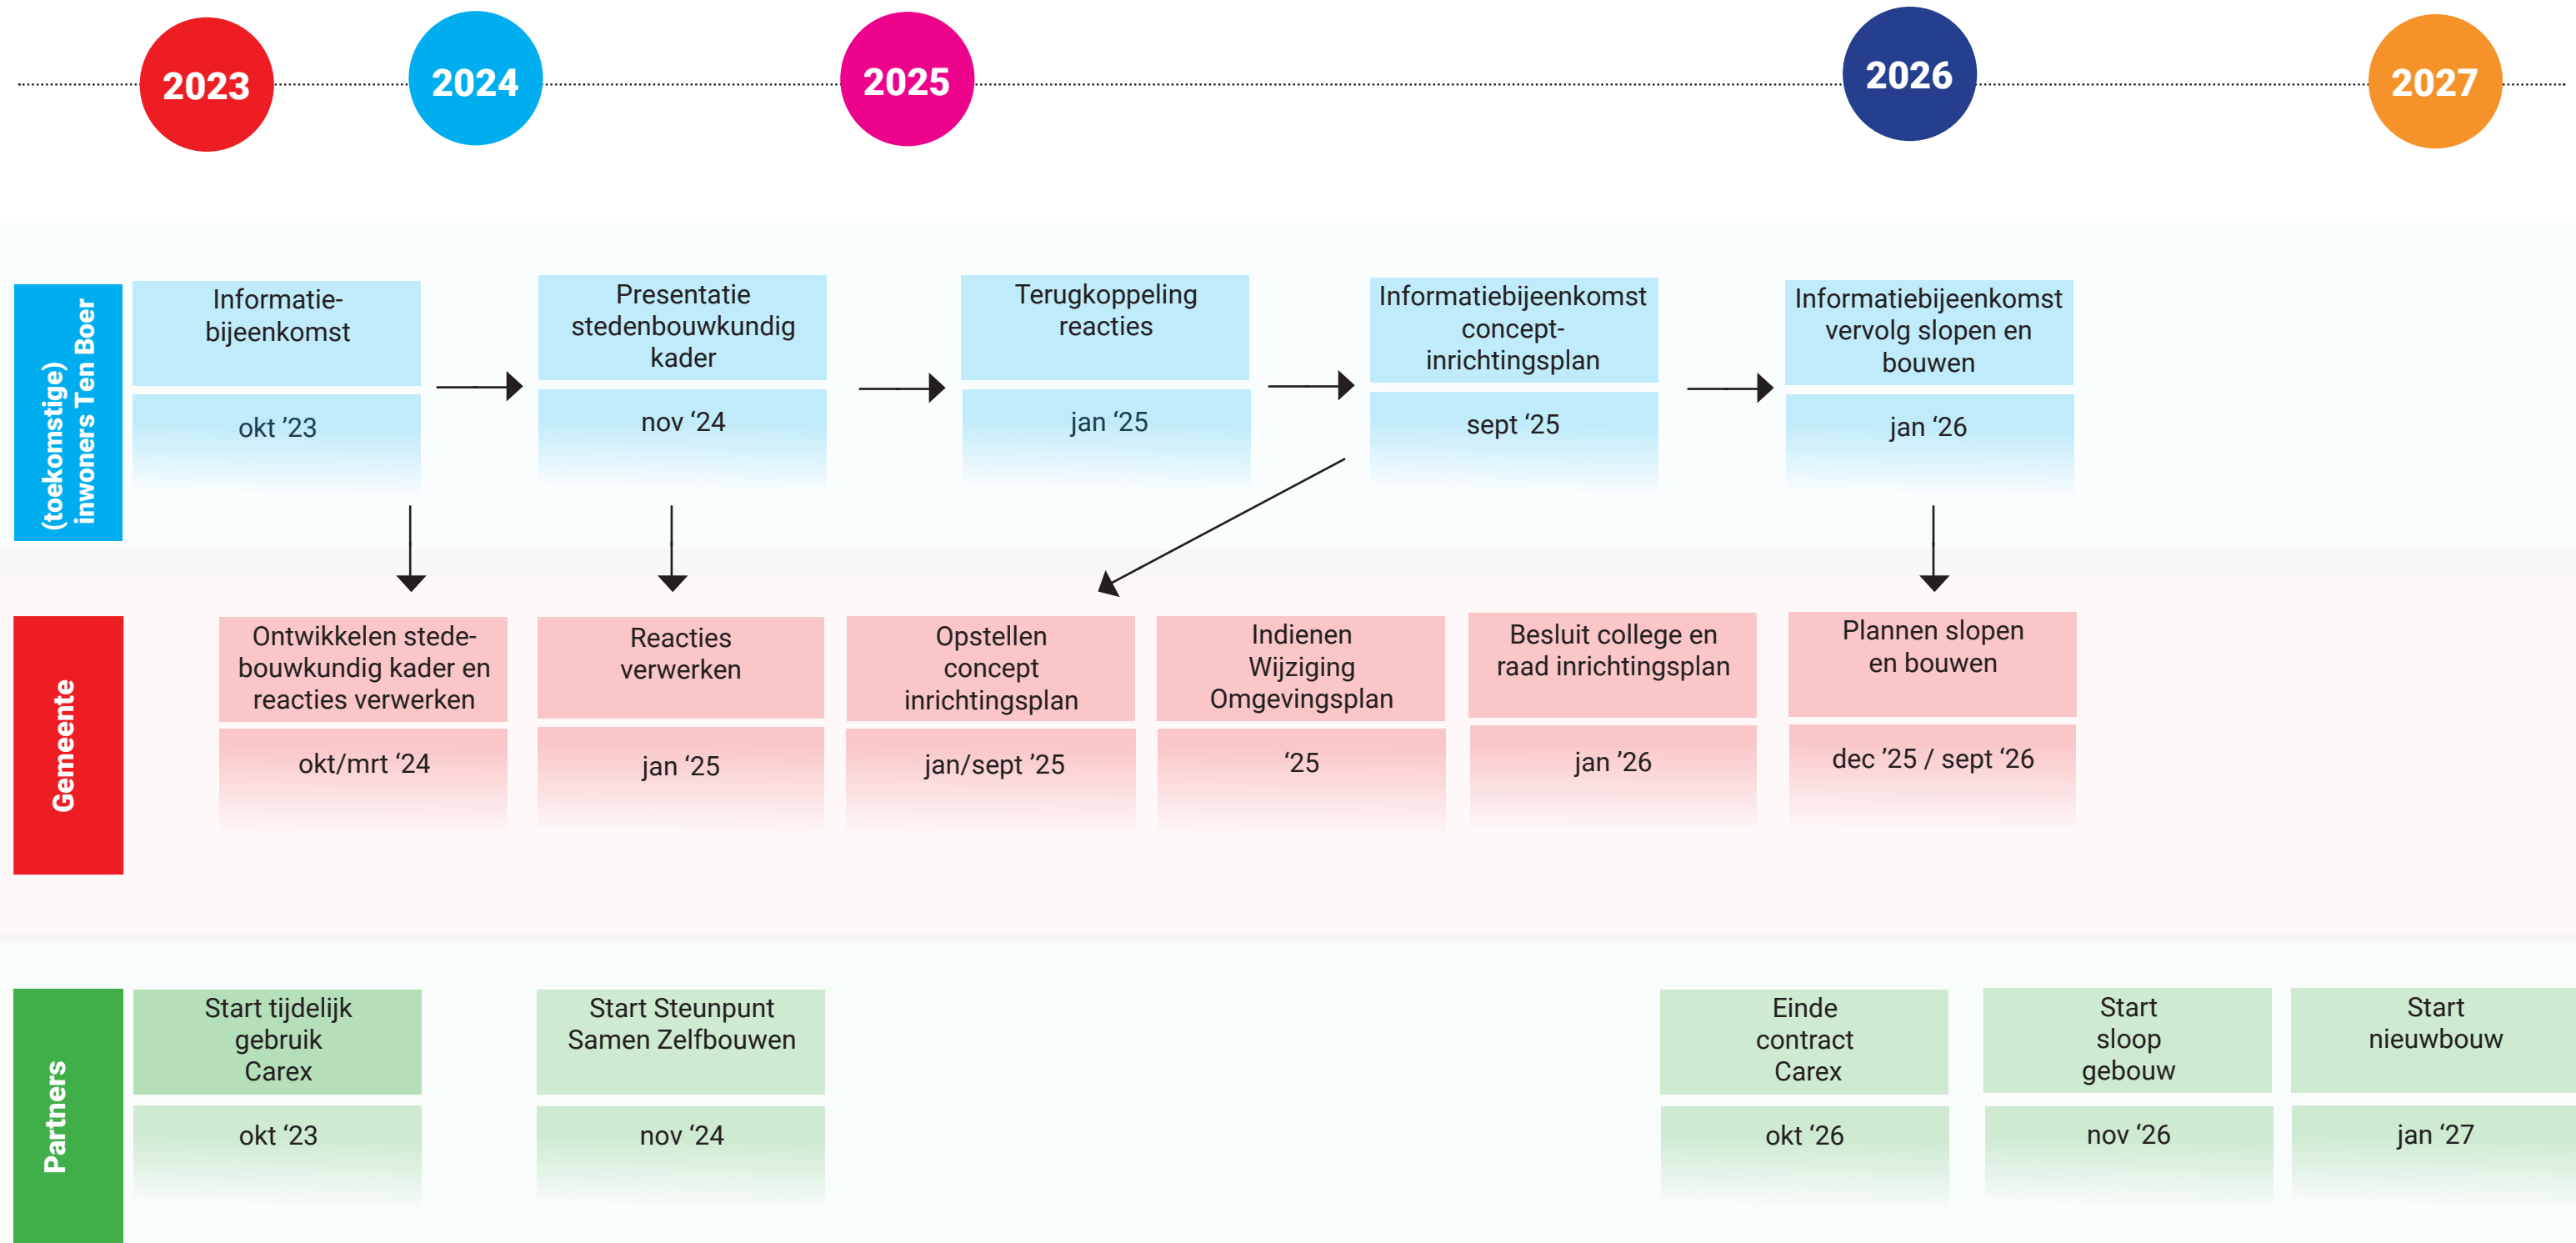 2023
2024
2025
2026
2027
(toekomstige)
inwoners Ten Boer
Informatie-
bijeenkomst
okt ’23
Presentatie
stedenbouwkundig
kader
nov ‘24
Terugkoppeling
reacties
jan ‘25
Informatiebijeenkomst
concept-
inrichtingsplan
sept ‘25
Informatiebijeenkomst
vervolg slopen en
bouwen
jan ‘26
Gemeente
Ontwikkelen stede-
bouwkundig kader en
reacties verwerken
okt/mrt ‘24
Reacties
verwerken
jan ‘25
Opstellen
concept
inrichtingsplan
jan/sept ’25
Indienen
Wijziging
Omgevingsplan
‘25
Besluit college en
raad inrichtingsplan
jan ’26
Plannen slopen
en bouwen
dec ’25 / sept ‘26
Partners
Start tijdelijk
gebruik
Carex
okt ‘23
Start Steunpunt
Samen Zelfbouwen
nov ‘24
Einde
contract
Carex
okt ‘26
Start
sloop
gebouw
nov ‘26
Start
nieuwbouw
jan ‘27